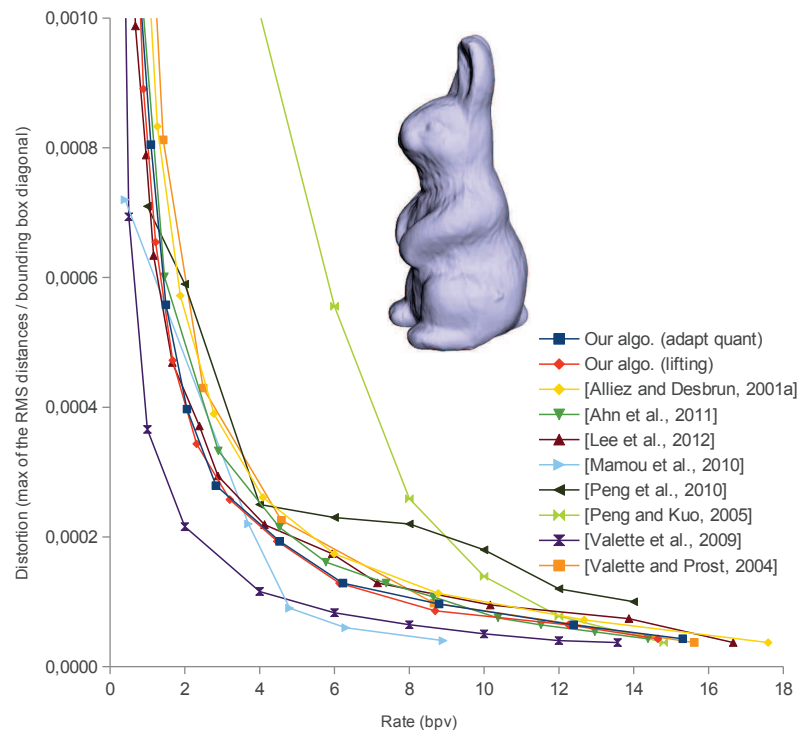 0,0010
0,0008
0,0006
0,0004
0,0002
0,0000
Distortion (max of the RMS distances / bounding box diagonal)
Our algo. (adapt quant)
Our algo. (lifting)
[Alliez and Desbrun, 2001a]
[Ahn et al., 2011]
[Lee et al., 2012]
[Mamou et al., 2010]
[Peng et al., 2010]
[Peng and Kuo, 2005]
[Valette et al., 2009]
[Valette and Prost, 2004]
0 2 4 6 8 10 12 14 16 18
Rate (bpv)